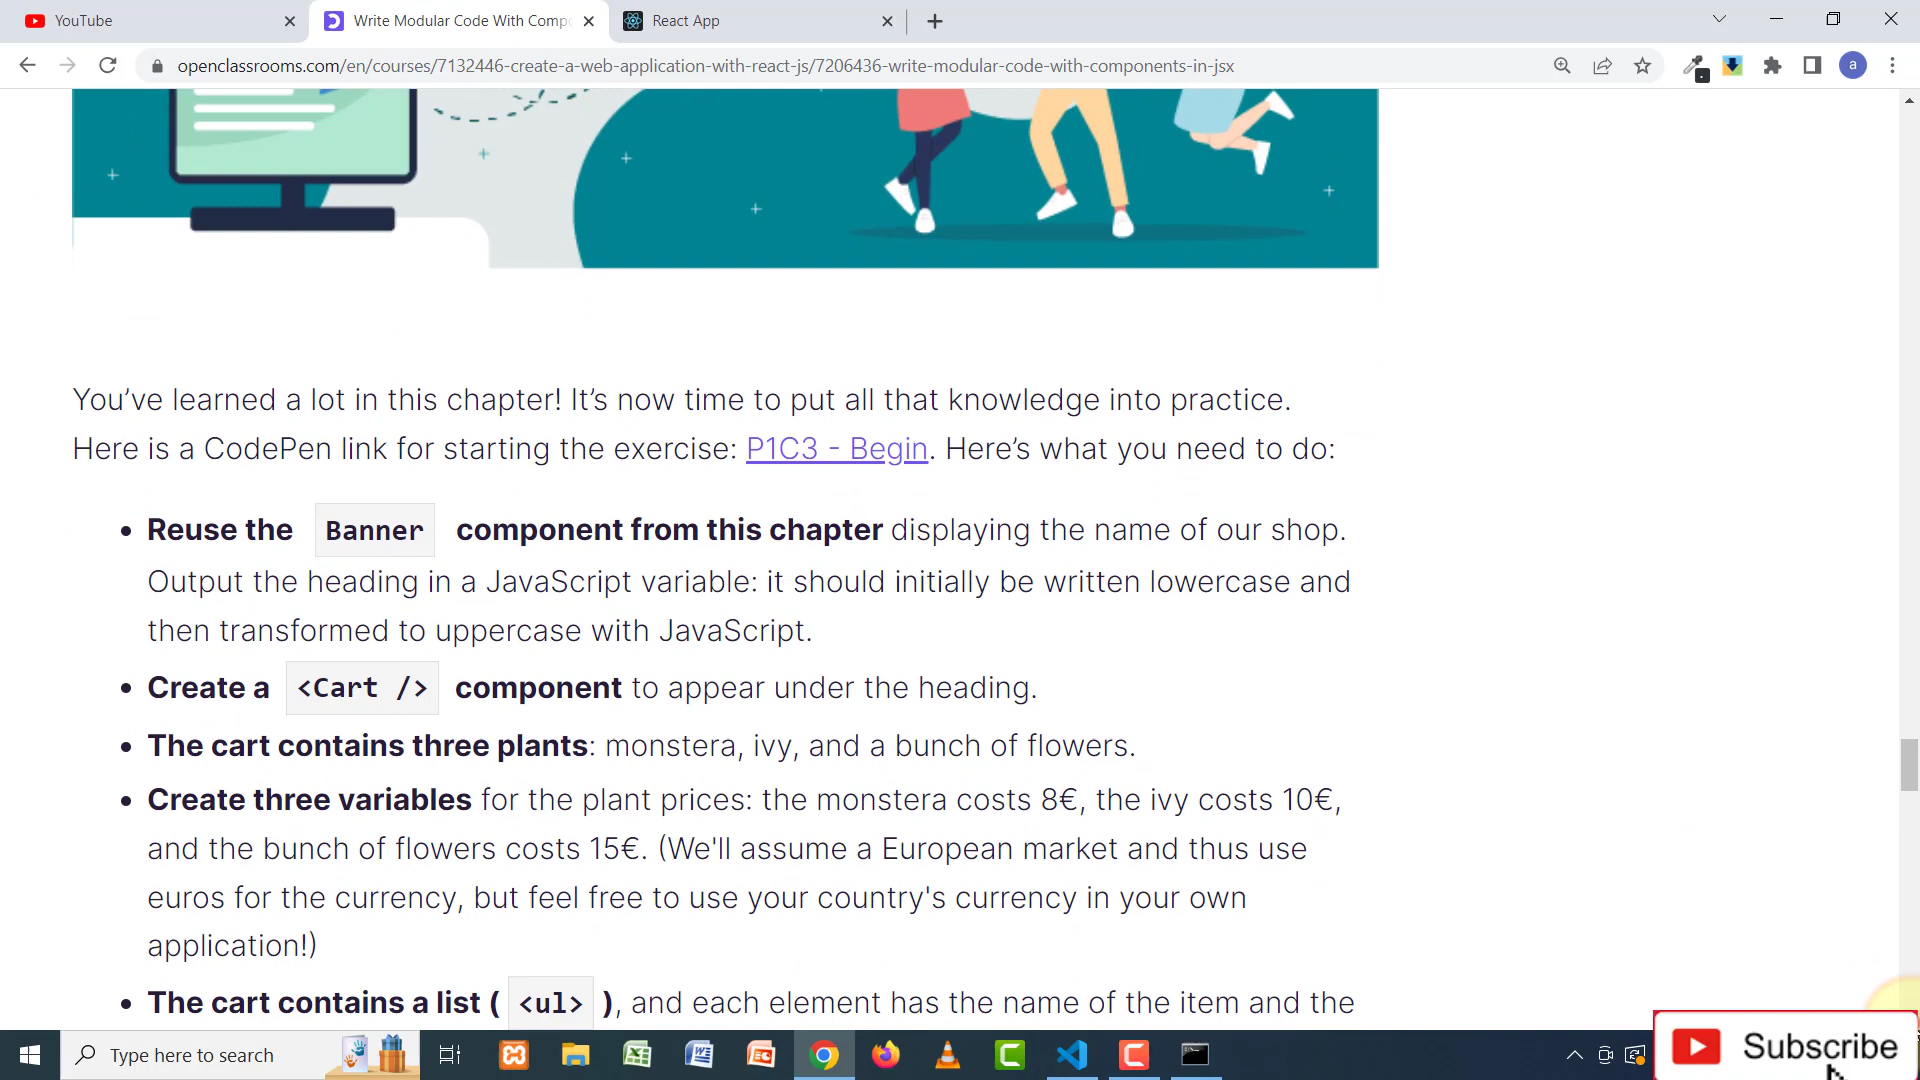 YouTube
Write Modular Code With Comp
React App
openclassrooms.com/en/courses/7132446-create-a-web-application-with-react-js/7206436-write-modular-code-with-components-in-jsx
a
You've learned a lot in this chapter! It's now time to put all that knowledge into practice.
Here is a CodePen link for starting the exercise: P1C3 - Begin. Here's what you need to do:
• Reuse the Banner component from this chapter displaying the name of our shop.
Output the heading in a JavaScript variable: it should initially be written lowercase and
then transformed to uppercase with JavaScript.
• Create a <Cart /> component to appear under the heading.
• The cart contains three plants: monstera, ivy, and a bunch of flowers.
• Create three variables for the plant prices: the monstera costs 8€, the ivy costs 10€,
and the bunch of flowers costs 15€. (We'll assume a European market and thus use
euros for the currency, but feel free to use your country's currency in your own
application!)
• The cart contains a list ( <ul> ), and each element has the name of the item and the
Type here to search
Subscribe